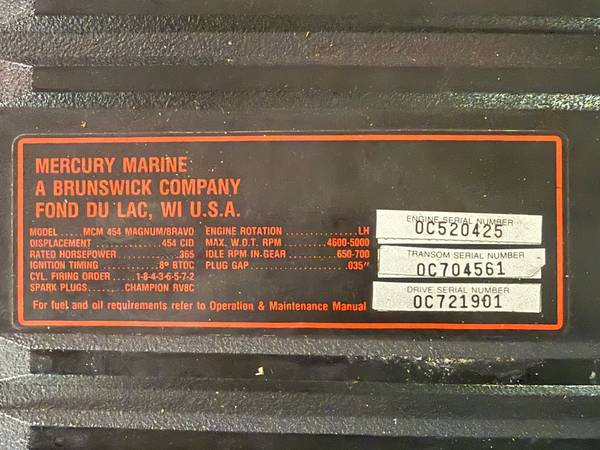 MERCURY MARINE
A BRUNSWICK COMPANY
FOND DU LAC, WI U.S.A.
MODEL ..... MCM 454 MAGNUM/BRAVO
DISPLACEMENT ..... 454 CID
RATED HORSEPOWER ..... 365
IGNITION TIMING ..... 8° BTDC
CYL. FIRING ORDER ..... 1-8-4-3-6-5-7-2
SPARK PLUGS ..... CHAMPION RV8C
ENGINE ROTATION ..... LH
MAX. W.O.T. RPM ..... 4600-5000
IDLE RPM IN-GEAR ..... 650-700
PLUG GAP ..... .035"
For fuel and oil requirements refer to Operation & Maintenance Manual
ENGINE SERIAL NUMBER
0C520425
TRANSOM SERIAL NUMBER
0C704561
DRIVE SERIAL NUMBER
0C721901